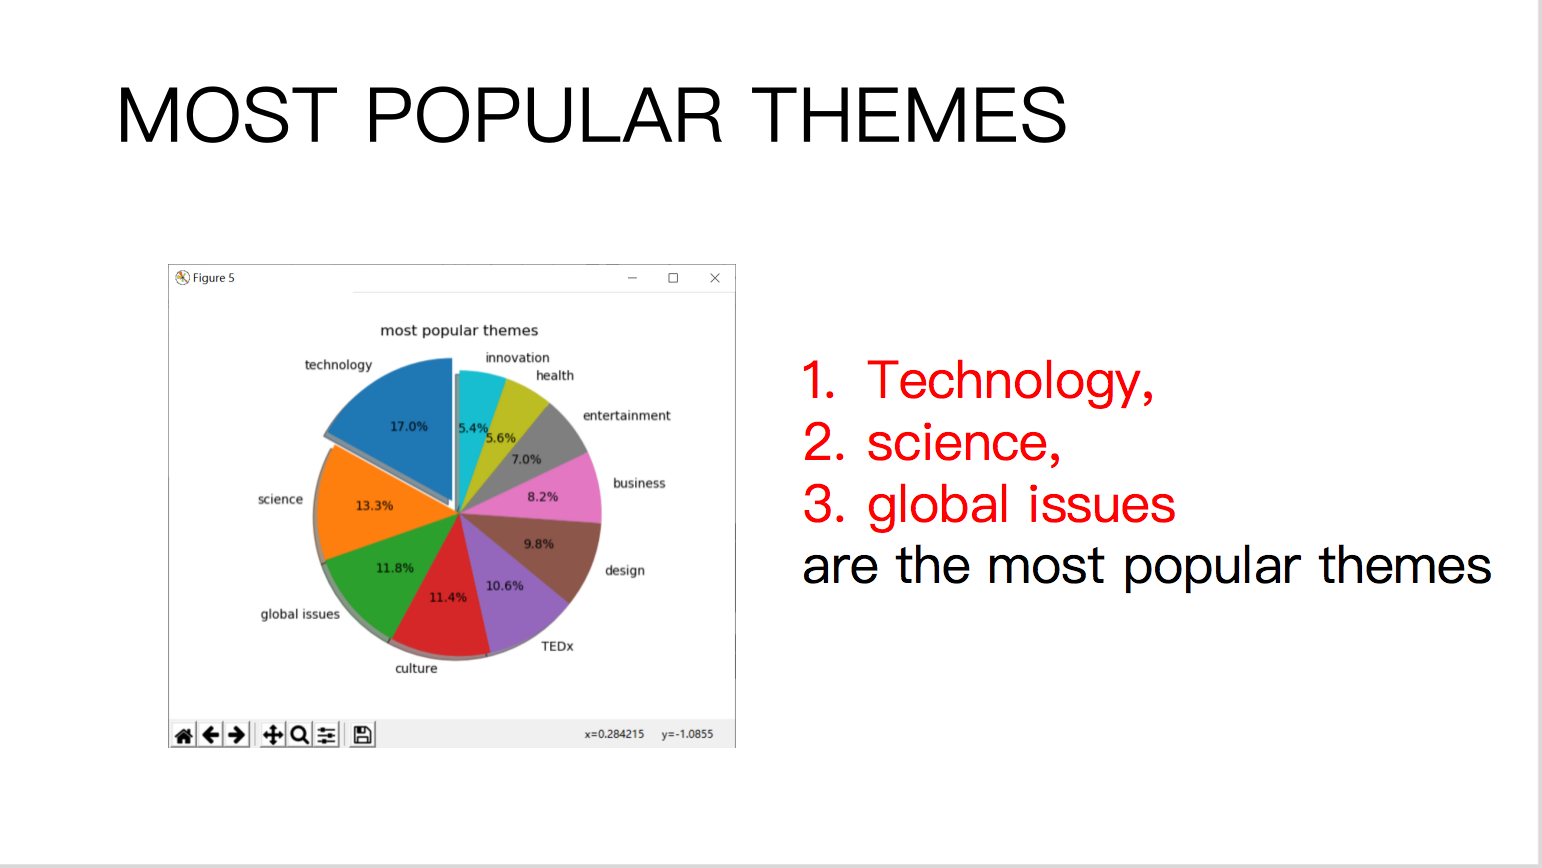 MOST POPULAR THEMES
Figure 5
most popular themes
technology
innovation
health
entertainment
business
design
TEDx
culture
global issues
science
17.0%
5.4%
5.6%
7.0%
8.2%
9.8%
10.6%
11.4%
11.8%
13.3%
x=0.284215 y=-1.0855
1. Technology,
2. science,
3. global issues
are the most popular themes